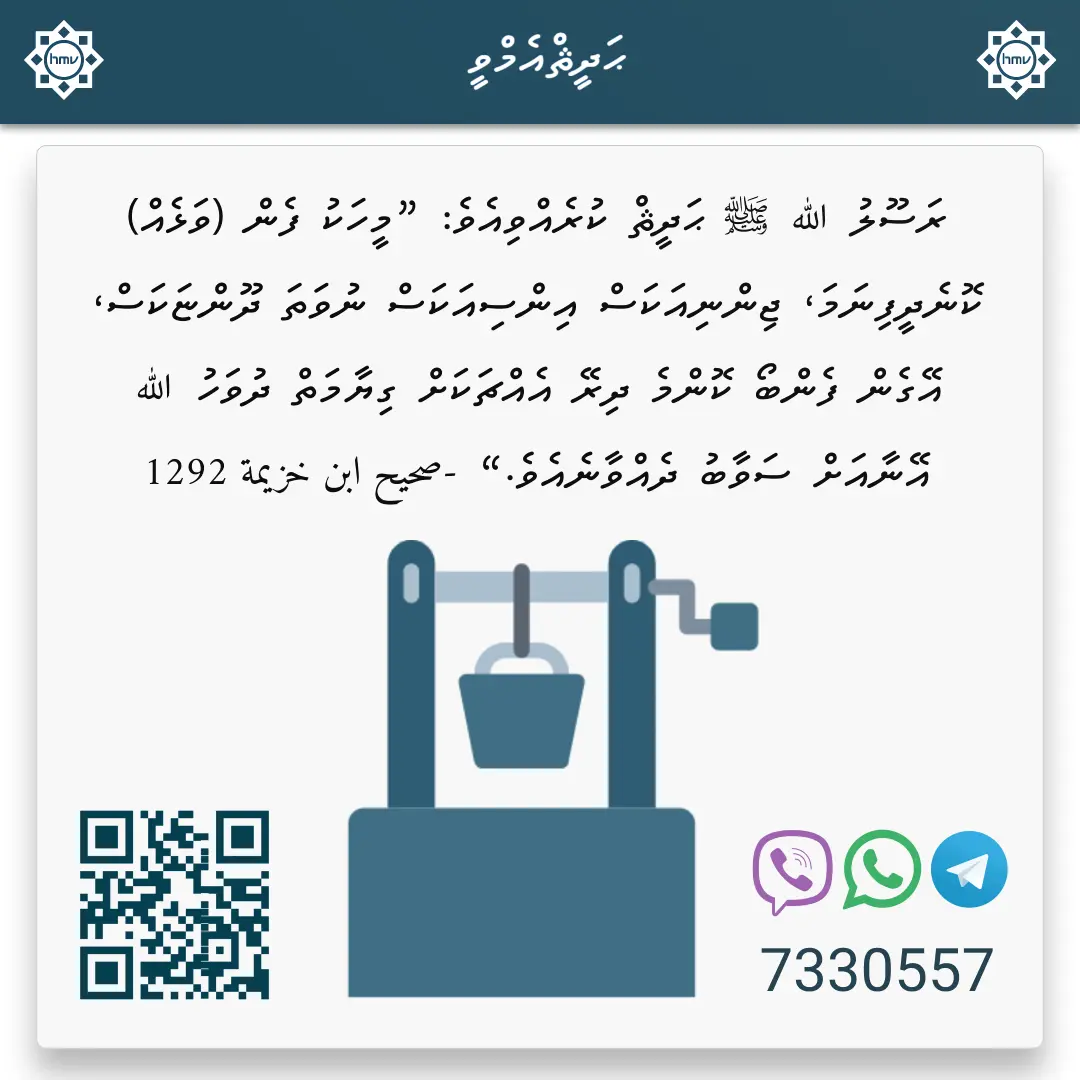 hmv
ޙަދީޘްއެމްވީ
hmv
ރަސޫލު ﷲ ﷺ ޙަދީޘް ކުރެއްވިއެވެ: ”މީހަކު ފެން (ވަޅެއް)
ކޮނެދީފިނަމަ، ޖިންނިއަކަސް އިންސިއަކަސް ނުވަތަ ދޫންޏަކަސް،
އޭގެން ފެންބޯ ކޮންމެ ދިރޭ އެއްޗަކަށް ގިޔާމަތް ދުވަހު ﷲ
އޭނާއަށް ސަވާބު ދެއްވާނެއެވެ.“ -صحيح ابن خزيمة 1292
7330557